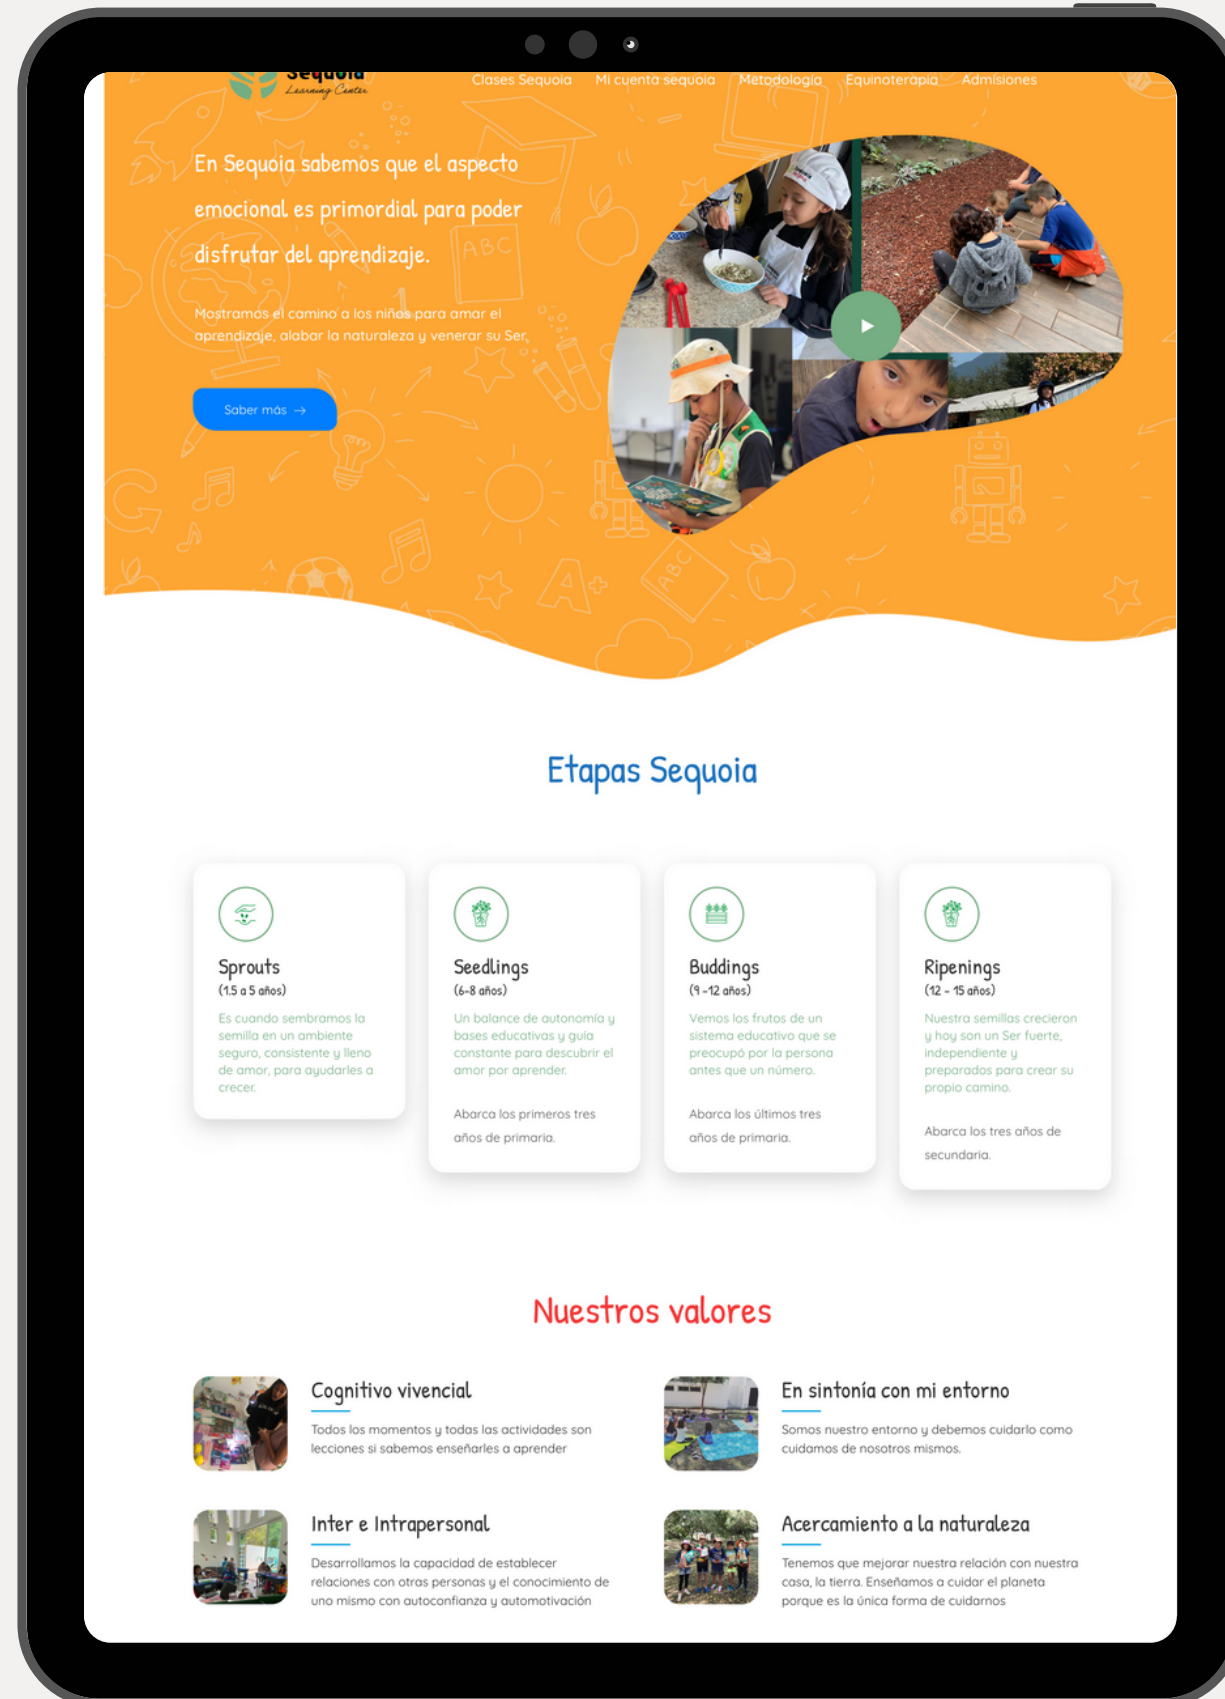 Sequoia
Learning Center
Clases Sequoia Mi cuenta sequoia Metodología Equinoterapia Admisiones
En Sequoia sabemos que el aspecto
emocional es primordial para poder
disfrutar del aprendizaje.
Mostramos el camino a los niños para amar el
aprendizaje, alabar la naturaleza y venerar su Ser.
Saber más →
ABC
A+
ABC
Etapas Sequoia
Sprouts
(1.5 a 5 años)
Es cuando sembramos la
semilla en un ambiente
seguro, consistente y lleno
de amor, para ayudarles a
crecer.
Seedlings
(6-8 años)
Un balance de autonomía y
bases educativas y guía
constante para descubrir el
amor por aprender.
Abarca los primeros tres
años de primaria.
Buddings
(9 -12 años)
Vemos los frutos de un
sistema educativo que se
preocupó por la persona
antes que un número.
Abarca los últimos tres
años de primaria.
Ripenings
(12 - 15 años)
Nuestra semillas crecieron
y hoy son un Ser fuerte,
independiente y
preparados para crear su
propio camino.
Abarca los tres años de
secundaria.
Nuestros valores
Cognitivo vivencial
Todos los momentos y todas las actividades son
lecciones si sabemos enseñarles a aprender
En sintonía con mi entorno
Somos nuestro entorno y debemos cuidarlo como
cuidamos de nosotros mismos.
Inter e Intrapersonal
Desarrollamos la capacidad de establecer
relaciones con otras personas y el conocimiento de
uno mismo con autoconfianza y automotivación
Acercamiento a la naturaleza
Tenemos que mejorar nuestra relación con nuestra
casa, la tierra. Enseñamos a cuidar el planeta
porque es la única forma de cuidarnos